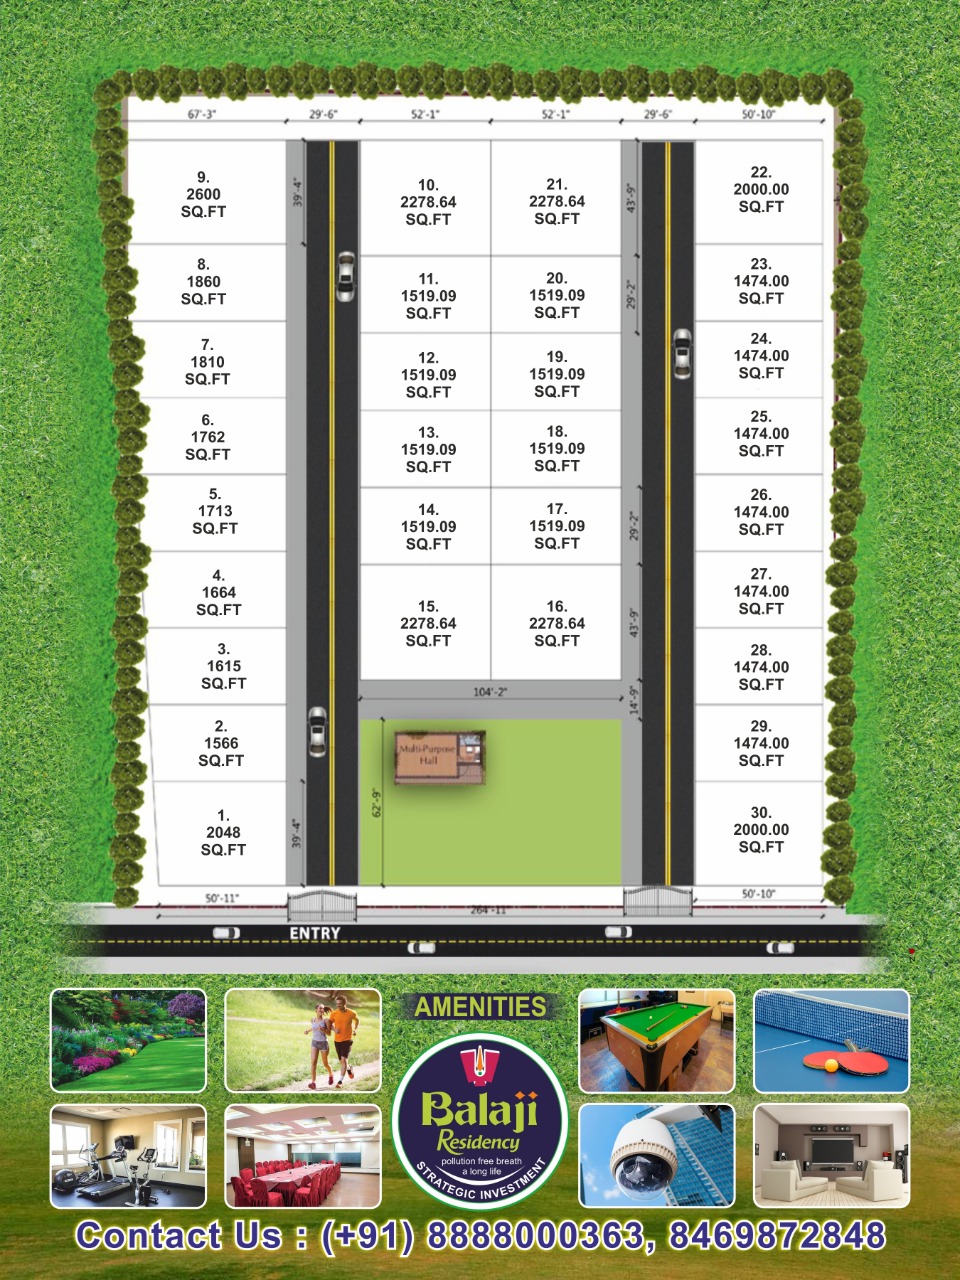 67'-3"
29'-6"
52'-1"
52'-1"
29'-6"
50'-10"
9.
2600
SQ.FT
39'-4"
10.
2278.64
SQ.FT
21.
2278.64
SQ.FT
43'-9"
22.
2000.00
SQ.FT
8.
1860
SQ.FT
11.
1519.09
SQ.FT
20.
1519.09
SQ.FT
29'-2"
23.
1474.00
SQ.FT
7.
1810
SQ.FT
12.
1519.09
SQ.FT
19.
1519.09
SQ.FT
24.
1474.00
SQ.FT
6.
1762
SQ.FT
13.
1519.09
SQ.FT
18.
1519.09
SQ.FT
25.
1474.00
SQ.FT
5.
1713
SQ.FT
14.
1519.09
SQ.FT
17.
1519.09
SQ.FT
29'-2"
26.
1474.00
SQ.FT
4.
1664
SQ.FT
15.
2278.64
SQ.FT
16.
2278.64
SQ.FT
43'-9"
27.
1474.00
SQ.FT
3.
1615
SQ.FT
28.
1474.00
SQ.FT
104'-2"
14'-9"
2.
1566
SQ.FT
Multi-Purpose
Hall
29.
1474.00
SQ.FT
1.
2048
SQ.FT
39'-4"
62'-9"
30.
2000.00
SQ.FT
50'-11"
50'-10"
264'-11"
ENTRY
AMENITIES
Balaji
Residency
pollution free breath
a long life
STRATEGIC INVESTMENT
Contact Us : (+91) 8888000363, 8469872848